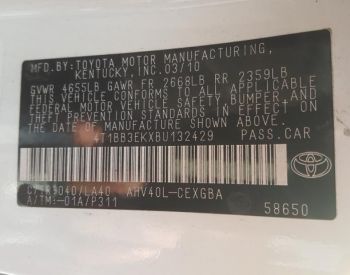 MFD.BY:TOYOTA MOTOR MANUFACTURING,
KENTUCKY,INC.03/10
GVWR 4655LB GAWR FR 2668LB RR 2359LB
THIS VEHICLE CONFORMS TO ALL APPLICABLE
FEDERAL MOTOR VEHICLE SAFETY,BUMPER AND
THEFT PREVENTION STANDARDS IN EFFECT ON
THE DATE OF MANUFACTURE SHOWN ABOVE.
4T1BB3EKXBU132429 PASS.CAR
C/TR:040/LA40 AHV40L-CEXGBA
A/TM:-01A/P311
TOYOTA
58650